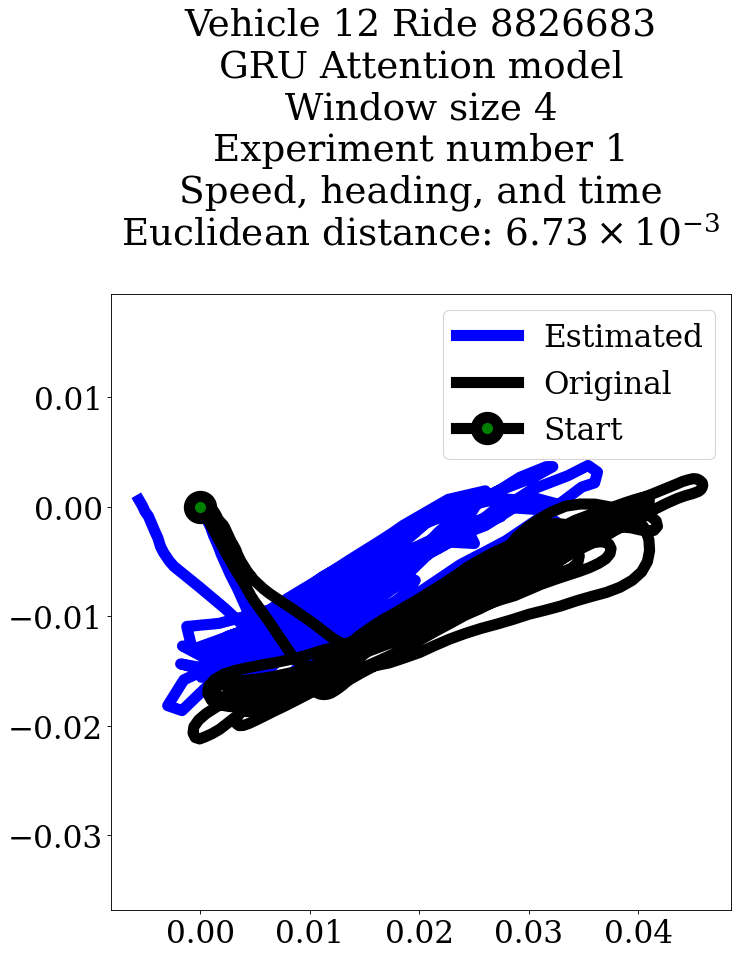 Vehicle 12 Ride 8826683
GRU Attention model
Window size 4
Experiment number 1
Speed, heading, and time
Euclidean distance: 6.73 × 10⁻³
Estimated
Original
Start
0.01
0.00
−0.01
−0.02
−0.03
0.00 0.01 0.02 0.03 0.04